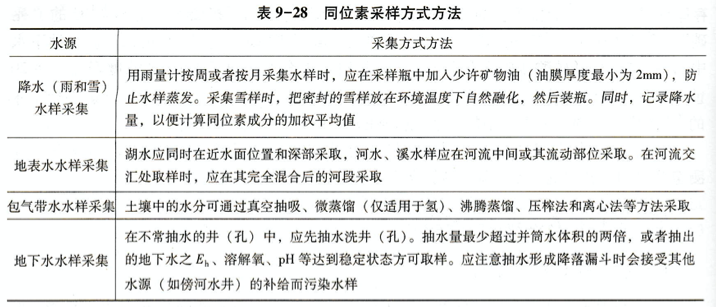 表 9-28 同位素采样方式方法
水源 采集方式方法
降水（雨和雪）
水样采集
用雨量计按周或者按月采集水样时，应在采样瓶中加入少许矿物油（油膜厚度最小为 2mm），防
止水样蒸发。采集雪样时，把密封的雪样放在环境温度下自然融化，然后装瓶。同时，记录降水
量，以便计算同位素成分的加权平均值
地表水水样采集
湖水应同时在近水面位置和深部采取，河水、溪水样应在河流中间或其流动部位采取。在河流交
汇处取样时，应在其完全混合后的河段采取
包气带水水样采集 土壤中的水分可通过真空抽吸、微蒸馏（仅适用于氢）、沸腾蒸馏、压榨法和离心法等方法采取
地下水水样采集
在不常抽水的井（孔）中，应先抽水洗井（孔）。抽水量最少超过井筒水体积的两倍，或者抽出
的地下水之 Eh、溶解氧、pH 等达到稳定状态方可取样。应注意抽水形成降落漏斗时会接受其他
水源（如傍河水井）的补给而污染水样